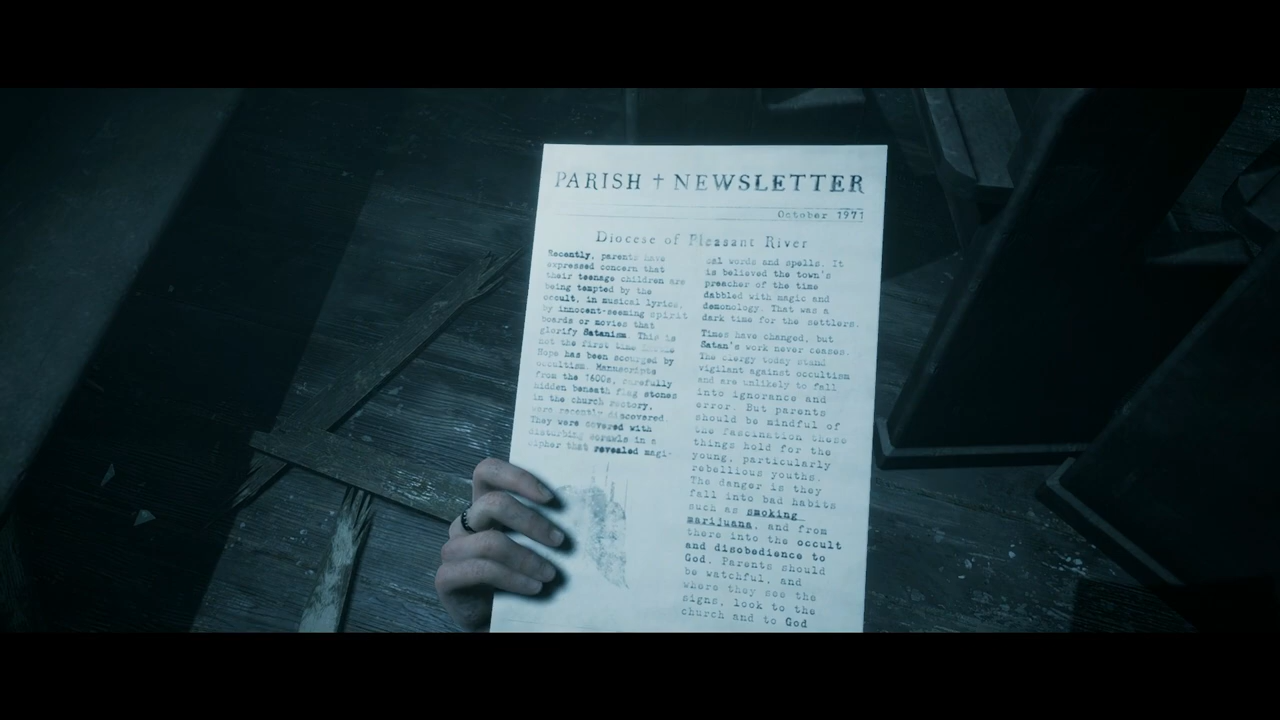 PARISH † NEWSLETTER
October 1971
Diocese of Pleasant River
Recently, parents have
expressed concern that
their teenage children are
being tempted by the
occult, in musical lyrics,
by innocent-seeming spirit
boards or movies that
glorify Satanism. This is
not the first time
Hope has been scourged by
occultism. Manuscripts
from the 1600s, carefully
hidden beneath flag stones
in the church rectory,
were recently discovered
They were covered with
disturbing scrawls in a
cipher that revealed magi-
cal words and spells. It
is believed the town's
preacher of the time
dabbled with magic and
demonology. That was a
dark time for the settlers.
Times have changed, but
Satan's work never ceases.
The clergy today stand
vigilant against occultism
and are unlikely to fall
into ignorance and
error. But parents
should be mindful of
the fascination these
things hold for the
young, particularly
rebellious youths.
The danger is they
fall into bad habits
such as smoking
marijuana, and from
there into the occult
and disobedience to
God. Parents should
be watchful, and
where they see the
signs, look to the
church and to God